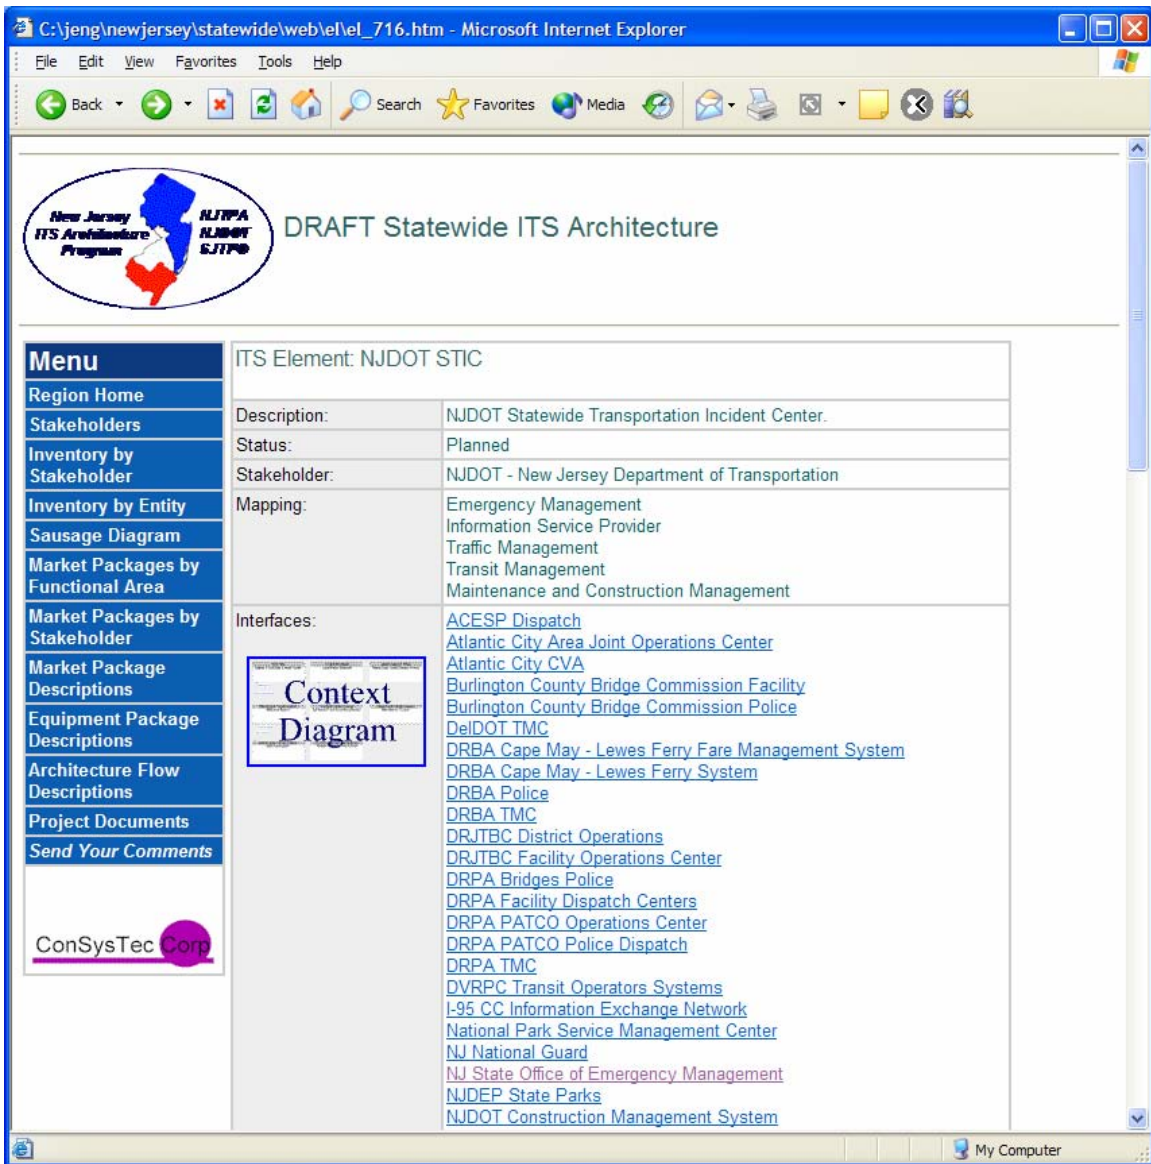 C:\jeng\newjersey\statewide\web\el\el_716.htm - Microsoft Internet Explorer
File Edit View Favorites Tools Help
Back Search Favorites Media
New Jersey NJTPA
ITS Architecture NJDOT
Program SJTPO
DRAFT Statewide ITS Architecture
Menu
Region Home
Stakeholders
Inventory by
Stakeholder
Inventory by Entity
Sausage Diagram
Market Packages by
Functional Area
Market Packages by
Stakeholder
Market Package
Descriptions
Equipment Package
Descriptions
Architecture Flow
Descriptions
Project Documents
Send Your Comments
ConSysTec Corp
ITS Element: NJDOT STIC
Description: NJDOT Statewide Transportation Incident Center.
Status: Planned
Stakeholder: NJDOT - New Jersey Department of Transportation
Mapping: Emergency Management
Information Service Provider
Traffic Management
Transit Management
Maintenance and Construction Management
Interfaces:
Context
Diagram
ACESP Dispatch
Atlantic City Area Joint Operations Center
Atlantic City CVA
Burlington County Bridge Commission Facility
Burlington County Bridge Commission Police
DelDOT TMC
DRBA Cape May - Lewes Ferry Fare Management System
DRBA Cape May - Lewes Ferry System
DRBA Police
DRBA TMC
DRJTBC District Operations
DRJTBC Facility Operations Center
DRPA Bridges Police
DRPA Facility Dispatch Centers
DRPA PATCO Operations Center
DRPA PATCO Police Dispatch
DRPA TMC
DVRPC Transit Operators Systems
I-95 CC Information Exchange Network
National Park Service Management Center
NJ National Guard
NJ State Office of Emergency Management
NJDEP State Parks
NJDOT Construction Management System
My Computer